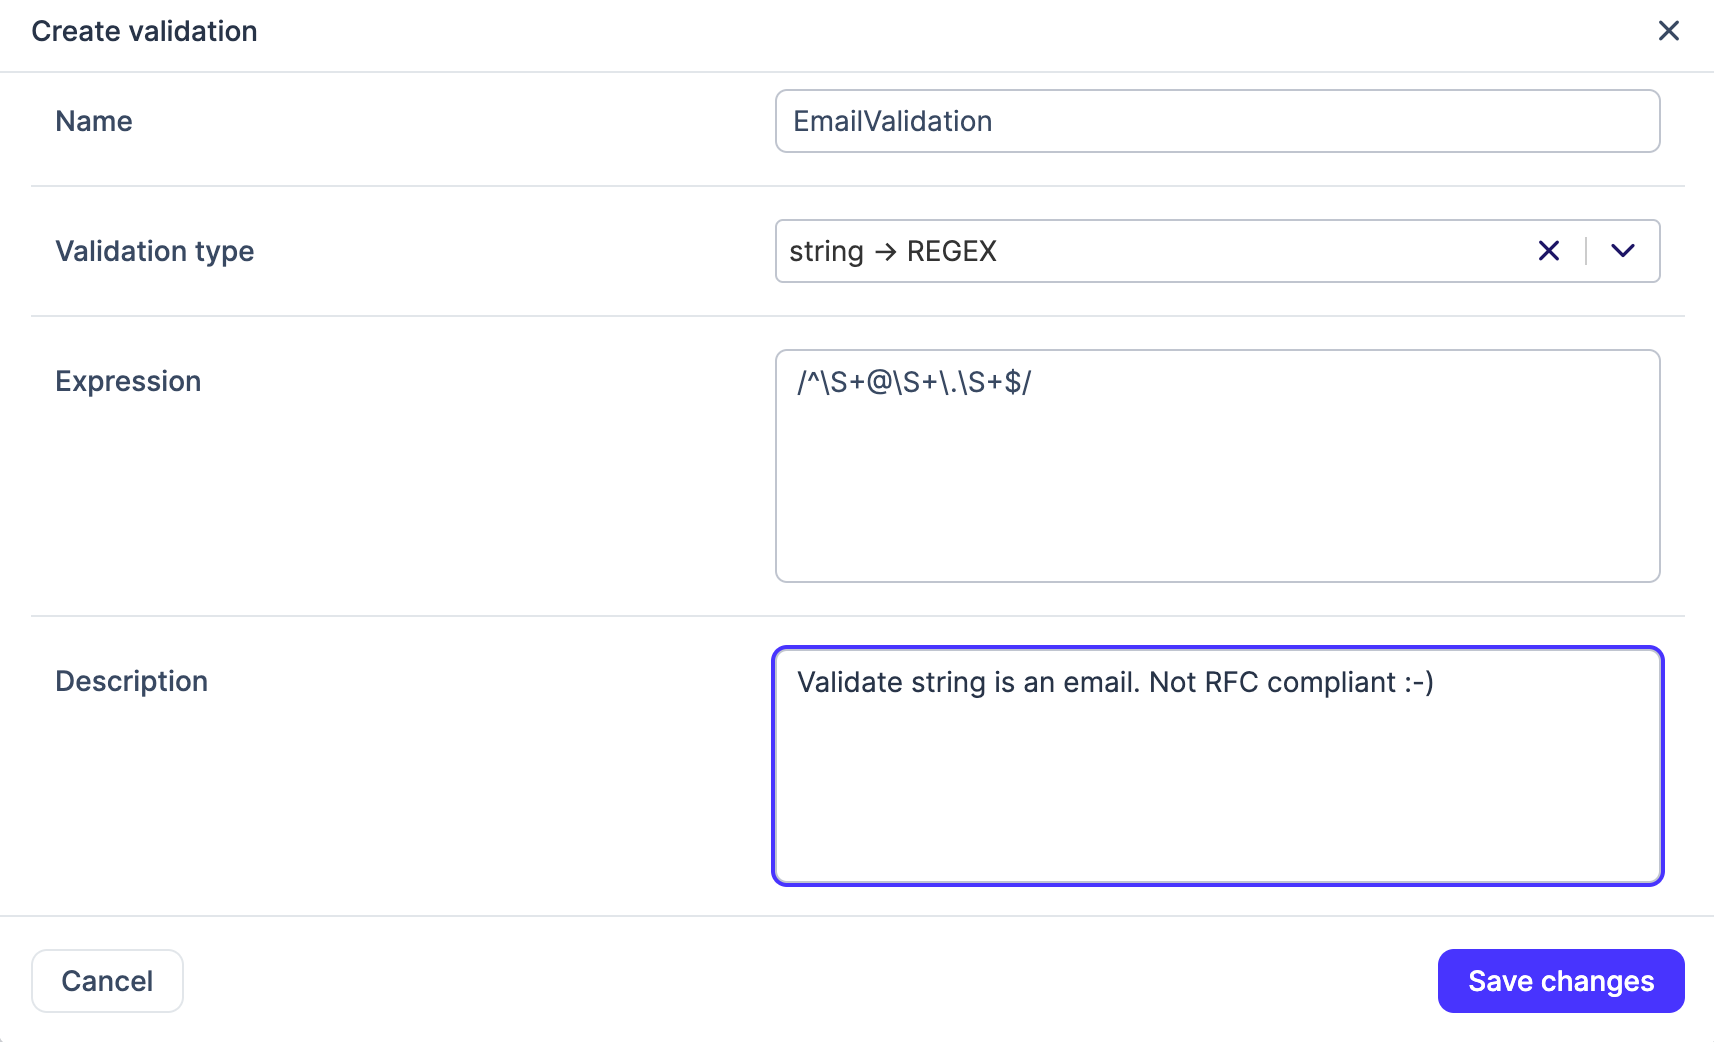 Create validation
Name
EmailValidation
Validation type
string → REGEX
Expression
/^\S+@\S+\.\S+$/
Description
Validate string is an email. Not RFC compliant :-)
Cancel
Save changes